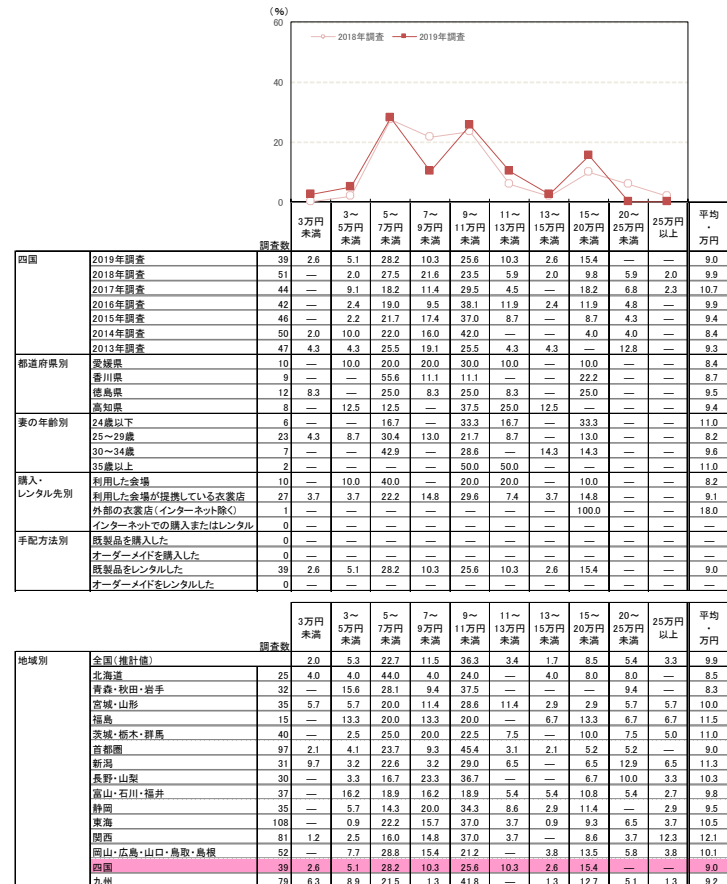 (%)
60
2018年調査 2019年調査
40
20
0
調査数 3万円未満 3～5万円未満 5～7万円未満 7～9万円未満 9～11万円未満 11～13万円未満 13～15万円未満 15～20万円未満 20～25万円未満 25万円以上 平均・万円
四国 2019年調査 39 2.6 5.1 28.2 10.3 25.6 10.3 2.6 15.4 — — 9.0
2018年調査 51 — 2.0 27.5 21.6 23.5 5.9 2.0 9.8 5.9 2.0 9.9
2017年調査 44 — 9.1 18.2 11.4 29.5 4.5 — 18.2 6.8 2.3 10.7
2016年調査 42 — 2.4 19.0 9.5 38.1 11.9 2.4 11.9 4.8 — 9.9
2015年調査 46 — 2.2 21.7 17.4 37.0 8.7 — 8.7 4.3 — 9.4
2014年調査 50 2.0 10.0 22.0 16.0 42.0 — — 4.0 4.0 — 8.4
2013年調査 47 4.3 4.3 25.5 19.1 25.5 4.3 4.3 — 12.8 — 9.3
都道府県別 愛媛県 10 — 10.0 20.0 20.0 30.0 10.0 — 10.0 — — 8.4
香川県 9 — — 55.6 11.1 11.1 — — 22.2 — — 8.7
徳島県 12 8.3 — 25.0 8.3 25.0 8.3 — 25.0 — — 9.5
高知県 8 — 12.5 12.5 — 37.5 25.0 12.5 — — — 9.4
妻の年齢別 24歳以下 6 — — 16.7 — 33.3 16.7 — 33.3 — — 11.0
25～29歳 23 4.3 8.7 30.4 13.0 21.7 8.7 — 13.0 — — 8.2
30～34歳 7 — — 42.9 — 28.6 — 14.3 14.3 — — 9.6
35歳以上 2 — — — — 50.0 50.0 — — — — 11.0
購入・レンタル先別 利用した会場 10 — 10.0 40.0 — 20.0 20.0 — 10.0 — — 8.2
利用した会場が提携している衣裳店 27 3.7 3.7 22.2 14.8 29.6 7.4 3.7 14.8 — — 9.1
外部の衣裳店(インターネット除く) 1 — — — — — — — 100.0 — — 18.0
インターネットでの購入またはレンタル 0 — — — — — — — — — — —
手配方法別 既製品を購入した 0 — — — — — — — — — — —
オーダーメイドを購入した 0 — — — — — — — — — — —
既製品をレンタルした 39 2.6 5.1 28.2 10.3 25.6 10.3 2.6 15.4 — — 9.0
オーダーメイドをレンタルした 0 — — — — — — — — — — —
調査数 3万円未満 3～5万円未満 5～7万円未満 7～9万円未満 9～11万円未満 11～13万円未満 13～15万円未満 15～20万円未満 20～25万円未満 25万円以上 平均・万円
地域別 全国(推計値) 2.0 5.3 22.7 11.5 36.3 3.4 1.7 8.5 5.4 3.3 9.9
北海道 25 4.0 4.0 44.0 4.0 24.0 — 4.0 8.0 8.0 — 8.5
青森・秋田・岩手 32 — 15.6 28.1 9.4 37.5 — — — 9.4 — 8.3
宮城・山形 35 5.7 5.7 20.0 11.4 28.6 11.4 2.9 2.9 5.7 5.7 10.0
福島 15 — 13.3 20.0 13.3 20.0 — 6.7 13.3 6.7 6.7 11.5
茨城・栃木・群馬 40 — 2.5 25.0 20.0 22.5 7.5 — 10.0 7.5 5.0 11.0
首都圏 97 2.1 4.1 23.7 9.3 45.4 3.1 2.1 5.2 5.2 — 9.0
新潟 31 9.7 3.2 22.6 3.2 29.0 6.5 — 6.5 12.9 6.5 11.3
長野・山梨 30 — 3.3 16.7 23.3 36.7 — — 6.7 10.0 3.3 10.3
富山・石川・福井 37 — 16.2 18.9 16.2 18.9 5.4 5.4 10.8 5.4 2.7 9.8
静岡 35 — 5.7 14.3 20.0 34.3 8.6 2.9 11.4 — 2.9 9.5
東海 108 — 0.9 22.2 15.7 37.0 3.7 0.9 9.3 6.5 3.7 10.5
関西 81 1.2 2.5 16.0 14.8 37.0 3.7 — 8.6 3.7 12.3 12.1
岡山・広島・山口・鳥取・島根 52 — 7.7 28.8 15.4 21.2 — 3.8 13.5 5.8 3.8 10.1
四国 39 2.6 5.1 28.2 10.3 25.6 10.3 2.6 15.4 — — 9.0
九州 79 6.3 8.9 21.5 1.3 41.8 — 1.3 12.7 5.1 1.3 9.2